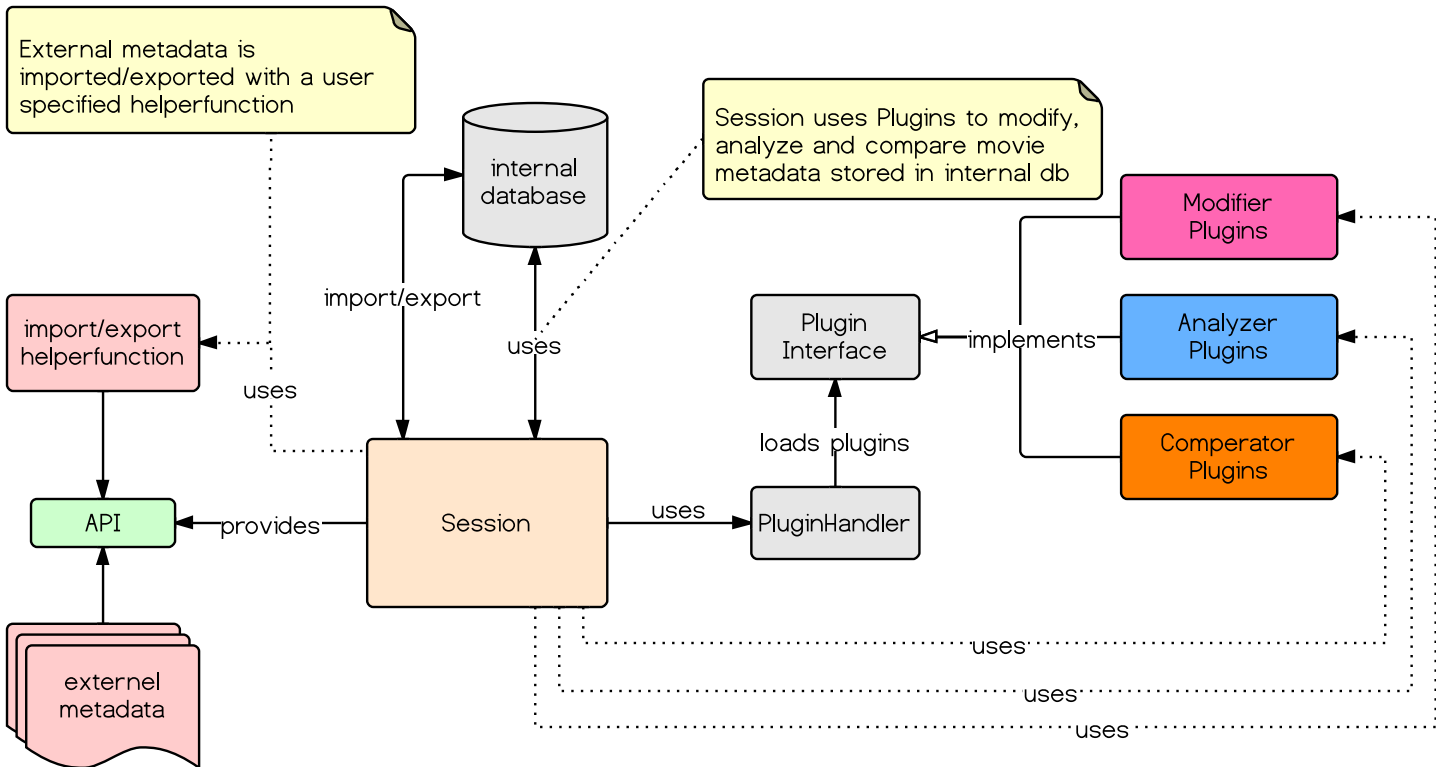 External metadata is
imported/exported with a user
specified helperfunction
internal
database
Session uses Plugins to modify,
analyze and compare movie
metadata stored in internal db
Modifier
Plugins
import/export
import/export
helperfunction
uses
uses
Plugin
Interface
implements
Analyzer
Plugins
loads plugins
Comperator
Plugins
API
provides
Session
uses
PluginHandler
uses
externel
metadata
uses
uses